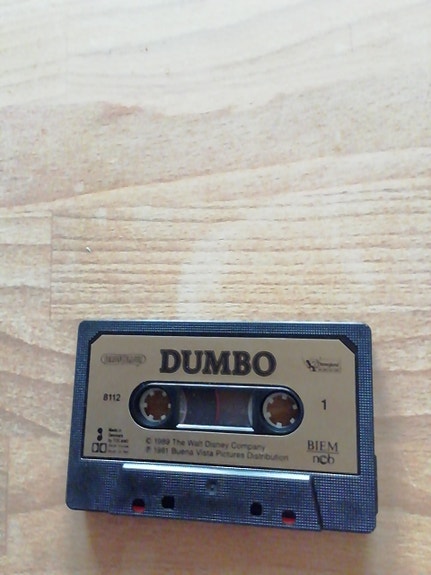 DUMBO
8112
1
© 1989 The Walt Disney Company
℗ 1981 Buena Vista Pictures Distribution
BIEM
ncb